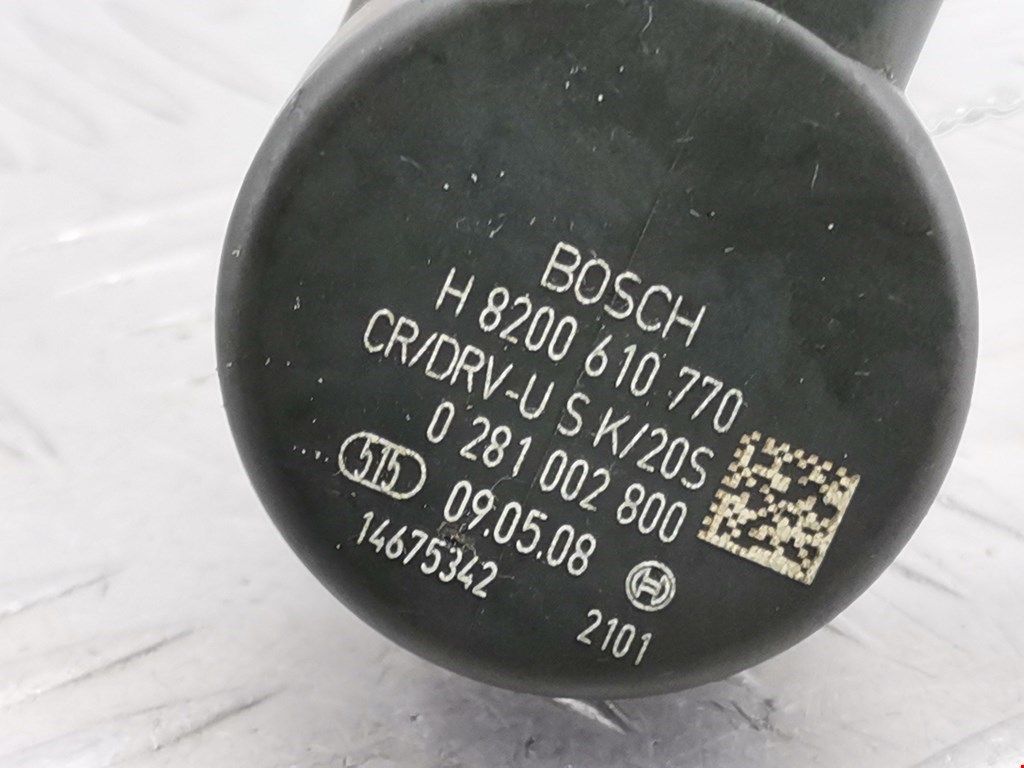 BOSCH
H 8200 610 770
CR/DRV-U S K/20S
0 281 002 800
515 09.05.08
14675342 2101